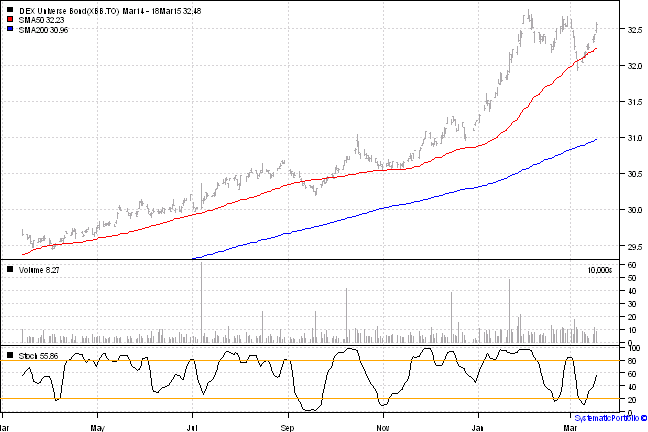 DEX Universe Bond(XBB.TO) Mar14 - 18Mar15 32.48
SMA50 32.23
SMA200 30.96
32.5
32.0
31.5
31.0
30.5
30.0
29.5
Volume 8.27
10,000s
60
50
40
30
20
10
0
Stoch 55.86
100
80
60
40
20
0
Mar May Jul Sep Nov Jan Mar
SystematicPortfolio ©